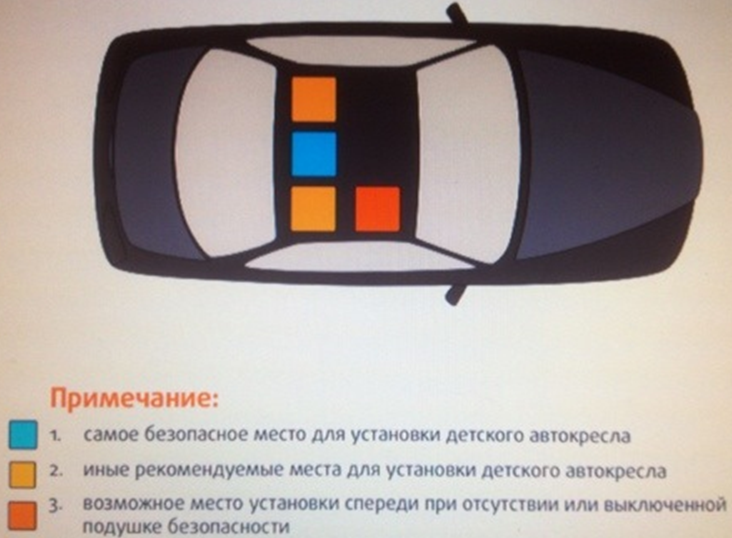 Примечание:
1. самое безопасное место для установки детского автокресла
2. иные рекомендуемые места для установки детского автокресла
3. возможное место установки спереди при отсутствии или выключенной
подушке безопасности